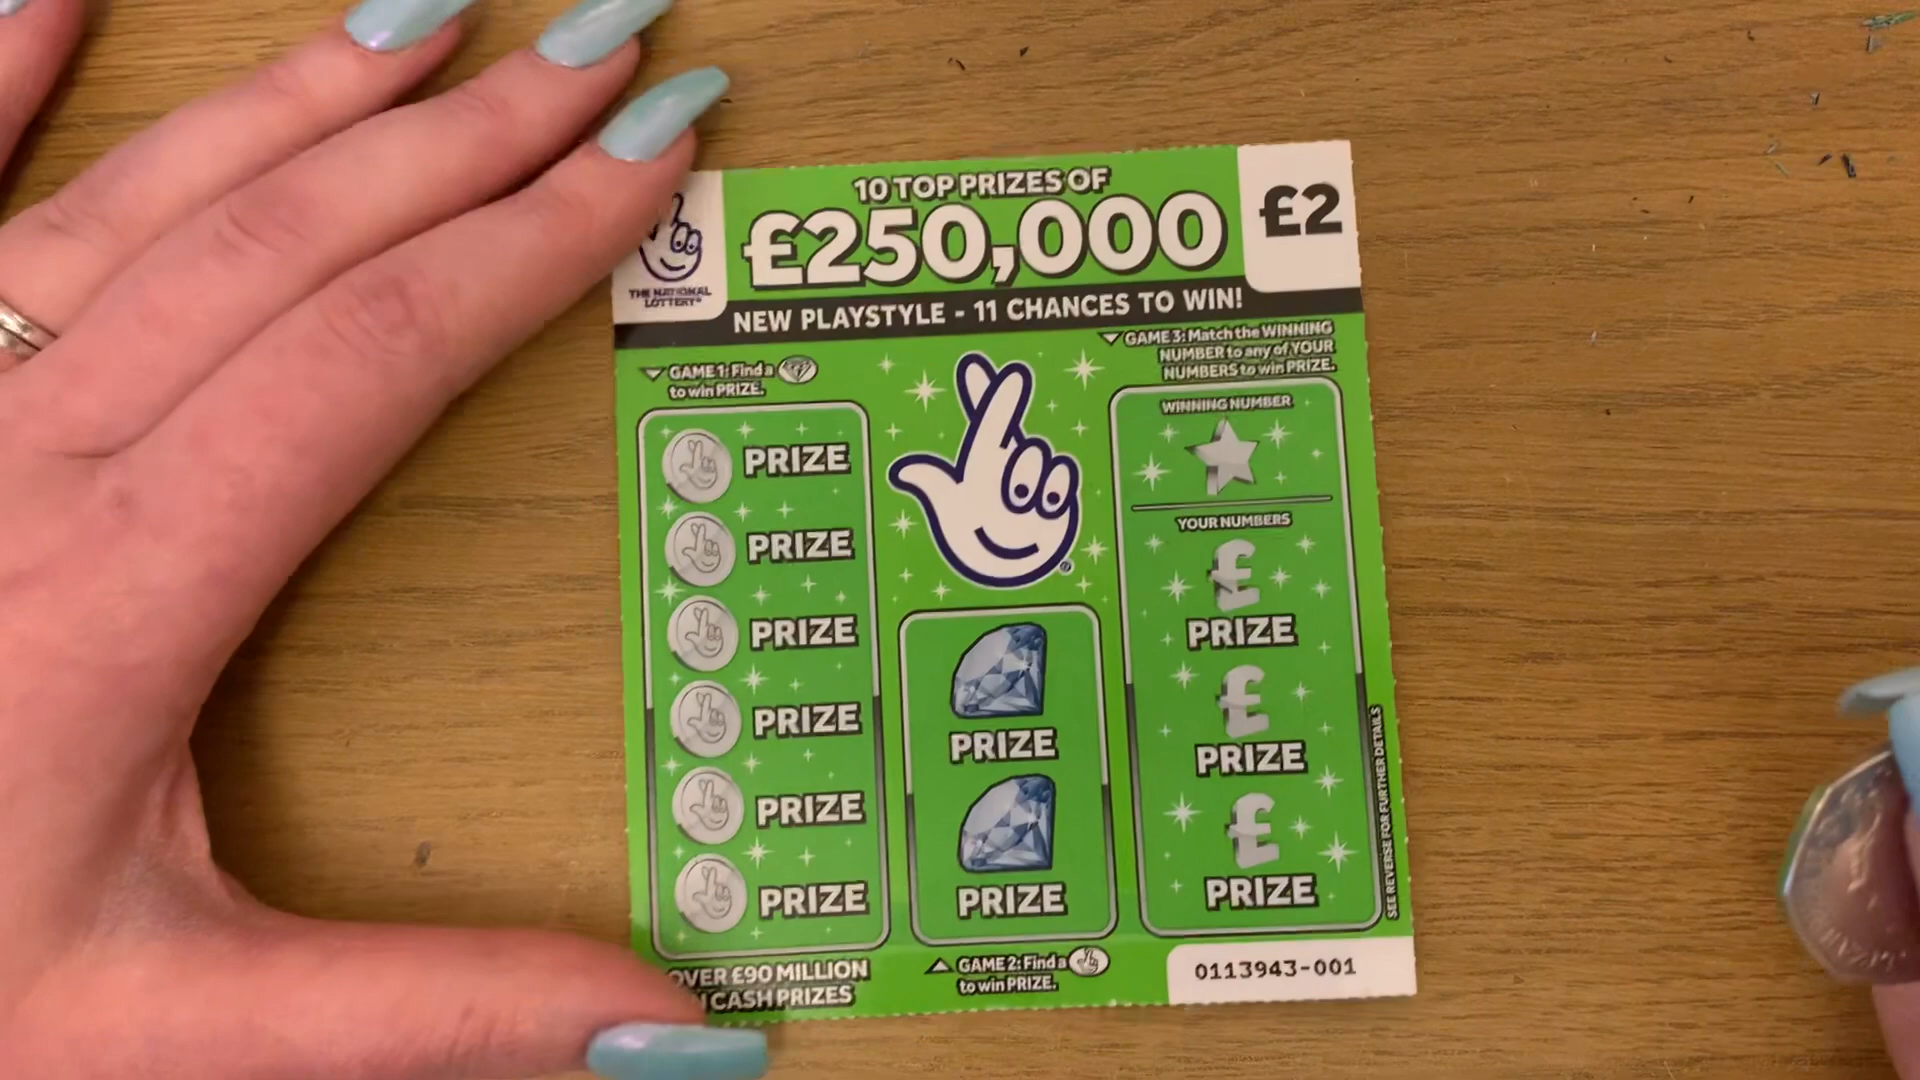 10 TOP PRIZES OF
£250,000
£2
THE NATIONAL
LOTTERY®
NEW PLAYSTYLE - 11 CHANCES TO WIN!
GAME 1: Find a
to win PRIZE.
PRIZE
PRIZE
PRIZE
PRIZE
PRIZE
PRIZE
OVER £90 MILLION
IN CASH PRIZES
PRIZE
PRIZE
GAME 2: Find a
to win PRIZE.
GAME 3: Match the WINNING
NUMBER to any of YOUR
NUMBERS to win PRIZE.
WINNING NUMBER
YOUR NUMBERS
£
PRIZE
£
PRIZE
£
PRIZE
SEE REVERSE FOR FURTHER DETAILS
0113943-001